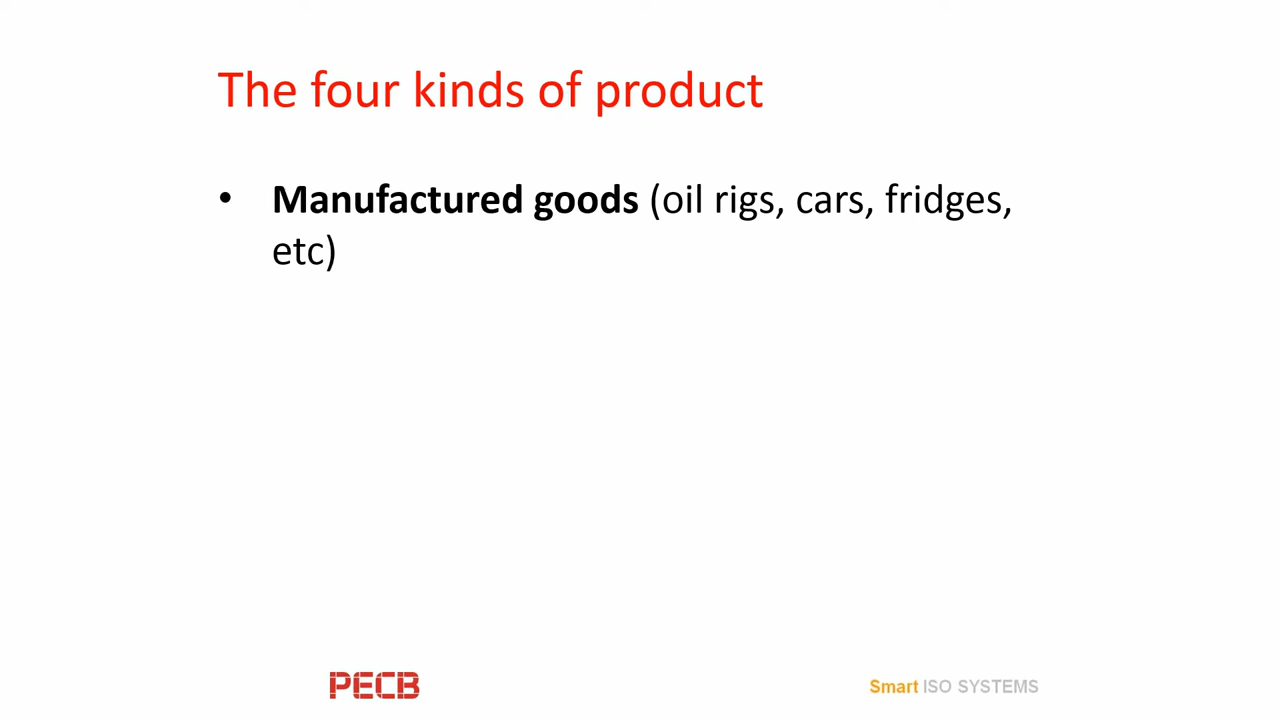 The four kinds of product
• Manufactured goods (oil rigs, cars, fridges,
etc)
PECB
Smart ISO SYSTEMS